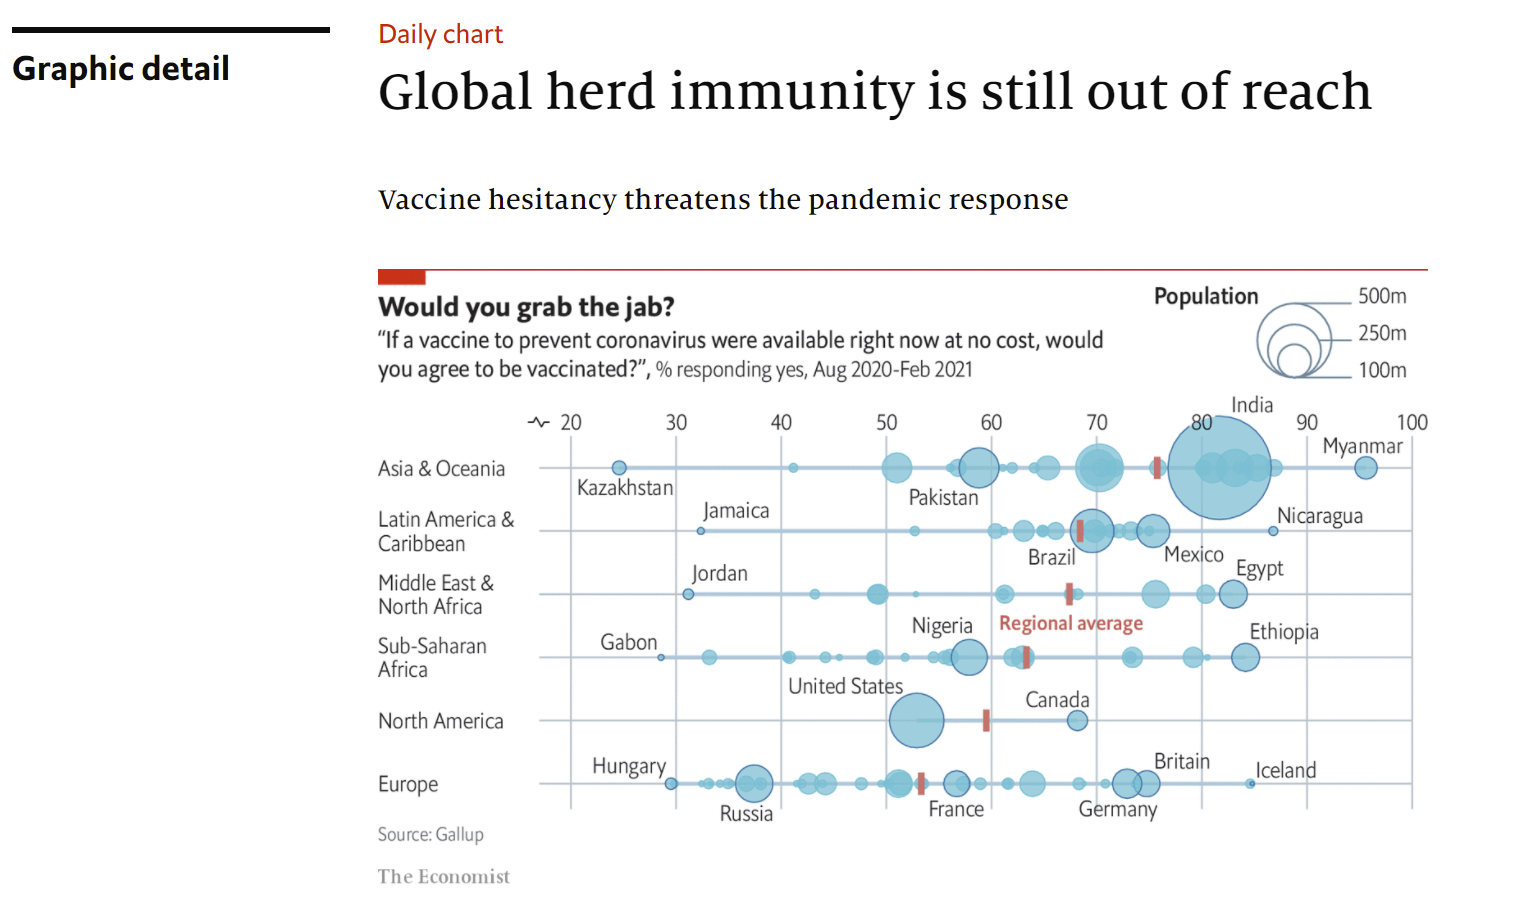 Graphic detail
Daily chart
Global herd immunity is still out of reach
Vaccine hesitancy threatens the pandemic response
Would you grab the jab?
“If a vaccine to prevent coronavirus were available right now at no cost, would
you agree to be vaccinated?”, % responding yes, Aug 2020-Feb 2021
Population
500m
250m
100m
20 30 40 50 60 70 80 90 100
India
Myanmar
Asia & Oceania
Kazakhstan
Pakistan
Jamaica
Nicaragua
Latin America &
Caribbean
Brazil
Mexico
Jordan
Egypt
Middle East &
North Africa
Regional average
Nigeria
Ethiopia
Gabon
Sub-Saharan
Africa
United States
Canada
North America
Hungary
Britain
Iceland
Europe
Russia
France
Germany
Source: Gallup
The Economist